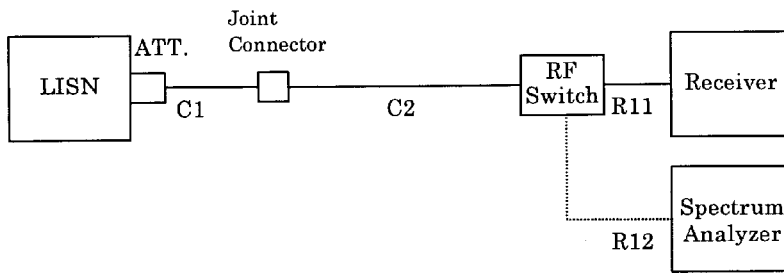 Joint
Connector
ATT.
LISN
C1
C2
RF
Switch
R11
Receiver
R12
Spectrum
Analyzer